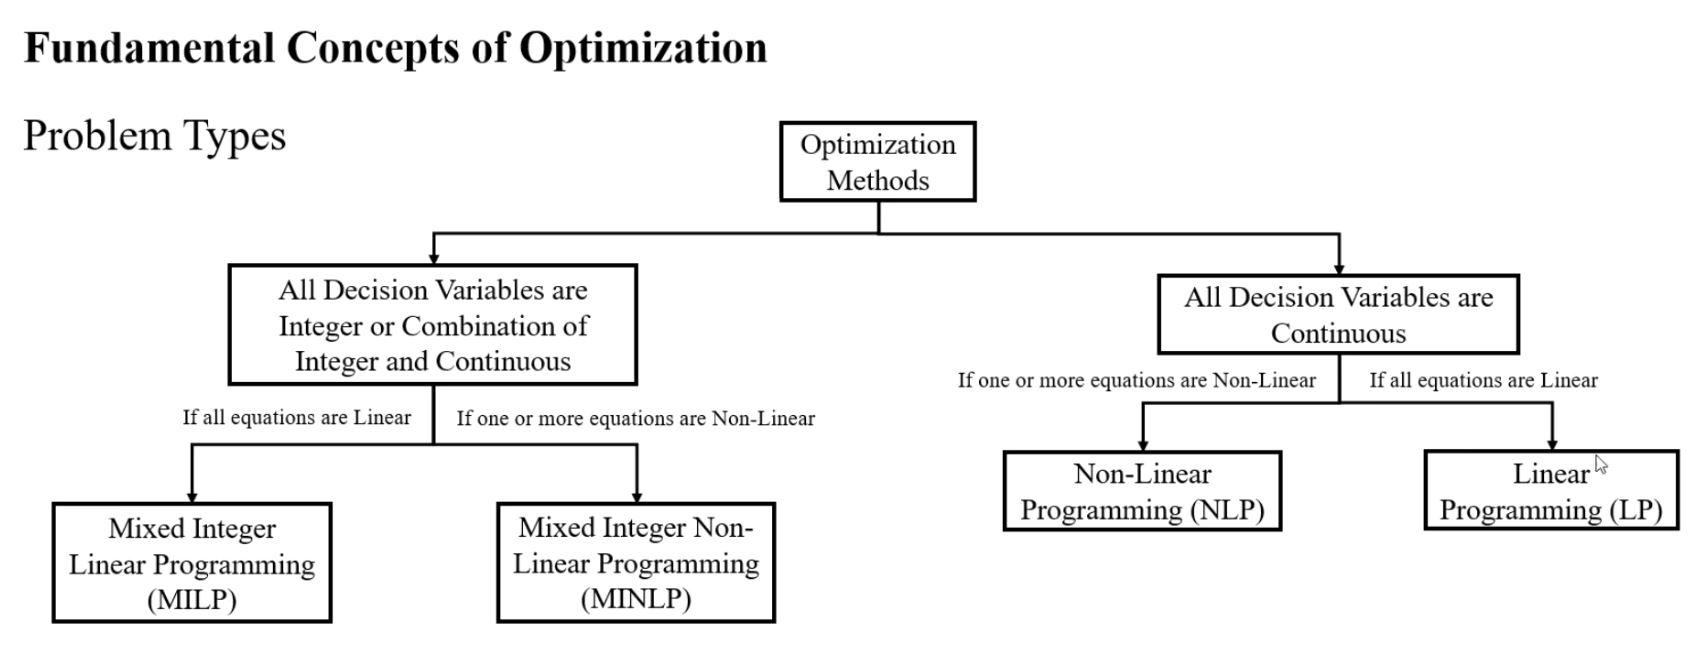 Fundamental Concepts of Optimization
Problem Types
Optimization
Methods
All Decision Variables are
Integer or Combination of
Integer and Continuous
All Decision Variables are
Continuous
If all equations are Linear
If one or more equations are Non-Linear
If one or more equations are Non-Linear
If all equations are Linear
Mixed Integer
Linear Programming
(MILP)
Mixed Integer Non-
Linear Programming
(MINLP)
Non-Linear
Programming (NLP)
Linear
Programming (LP)